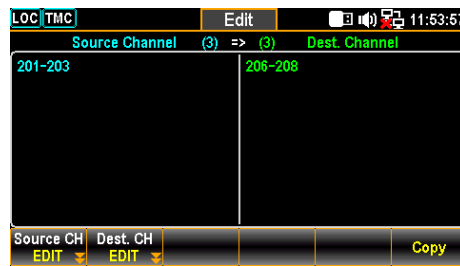 LOC TMC Edit 11:53:57
Source Channel (3) => (3) Dest. Channel
201-203 206-208
Source CH Dest. CH
EDIT EDIT Copy